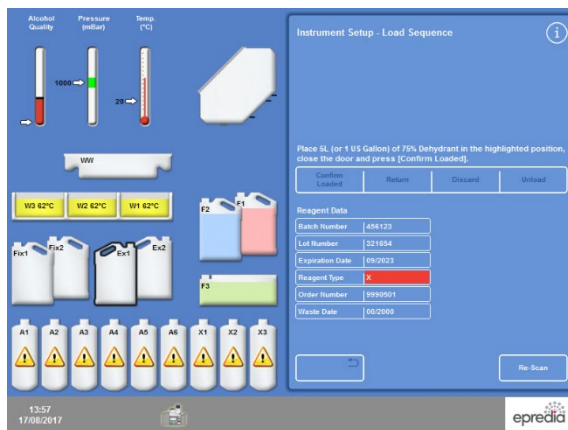 Alcohol Quality
Pressure (mBar)
Temp. (°C)
1000
20
WW
W3 62°C
W2 62°C
W1 62°C
F2
F1
Fix1
Fix2
Ex1
Ex2
F3
A1
A2
A3
A4
A5
A6
X1
X2
X3
13:57
17/08/2017
Instrument Setup - Load Sequence
i
Place 5L (or 1 US Gallon) of 75% Dehydrant in the highlighted position,
close the door and press [Confirm Loaded].
Confirm Loaded
Return
Discard
Unload
Reagent Data
Batch Number 456123
Lot Number 321654
Expiration Date 09/2023
Reagent Type X
Order Number 9990501
Waste Date 00/2000
Re-Scan
epredia